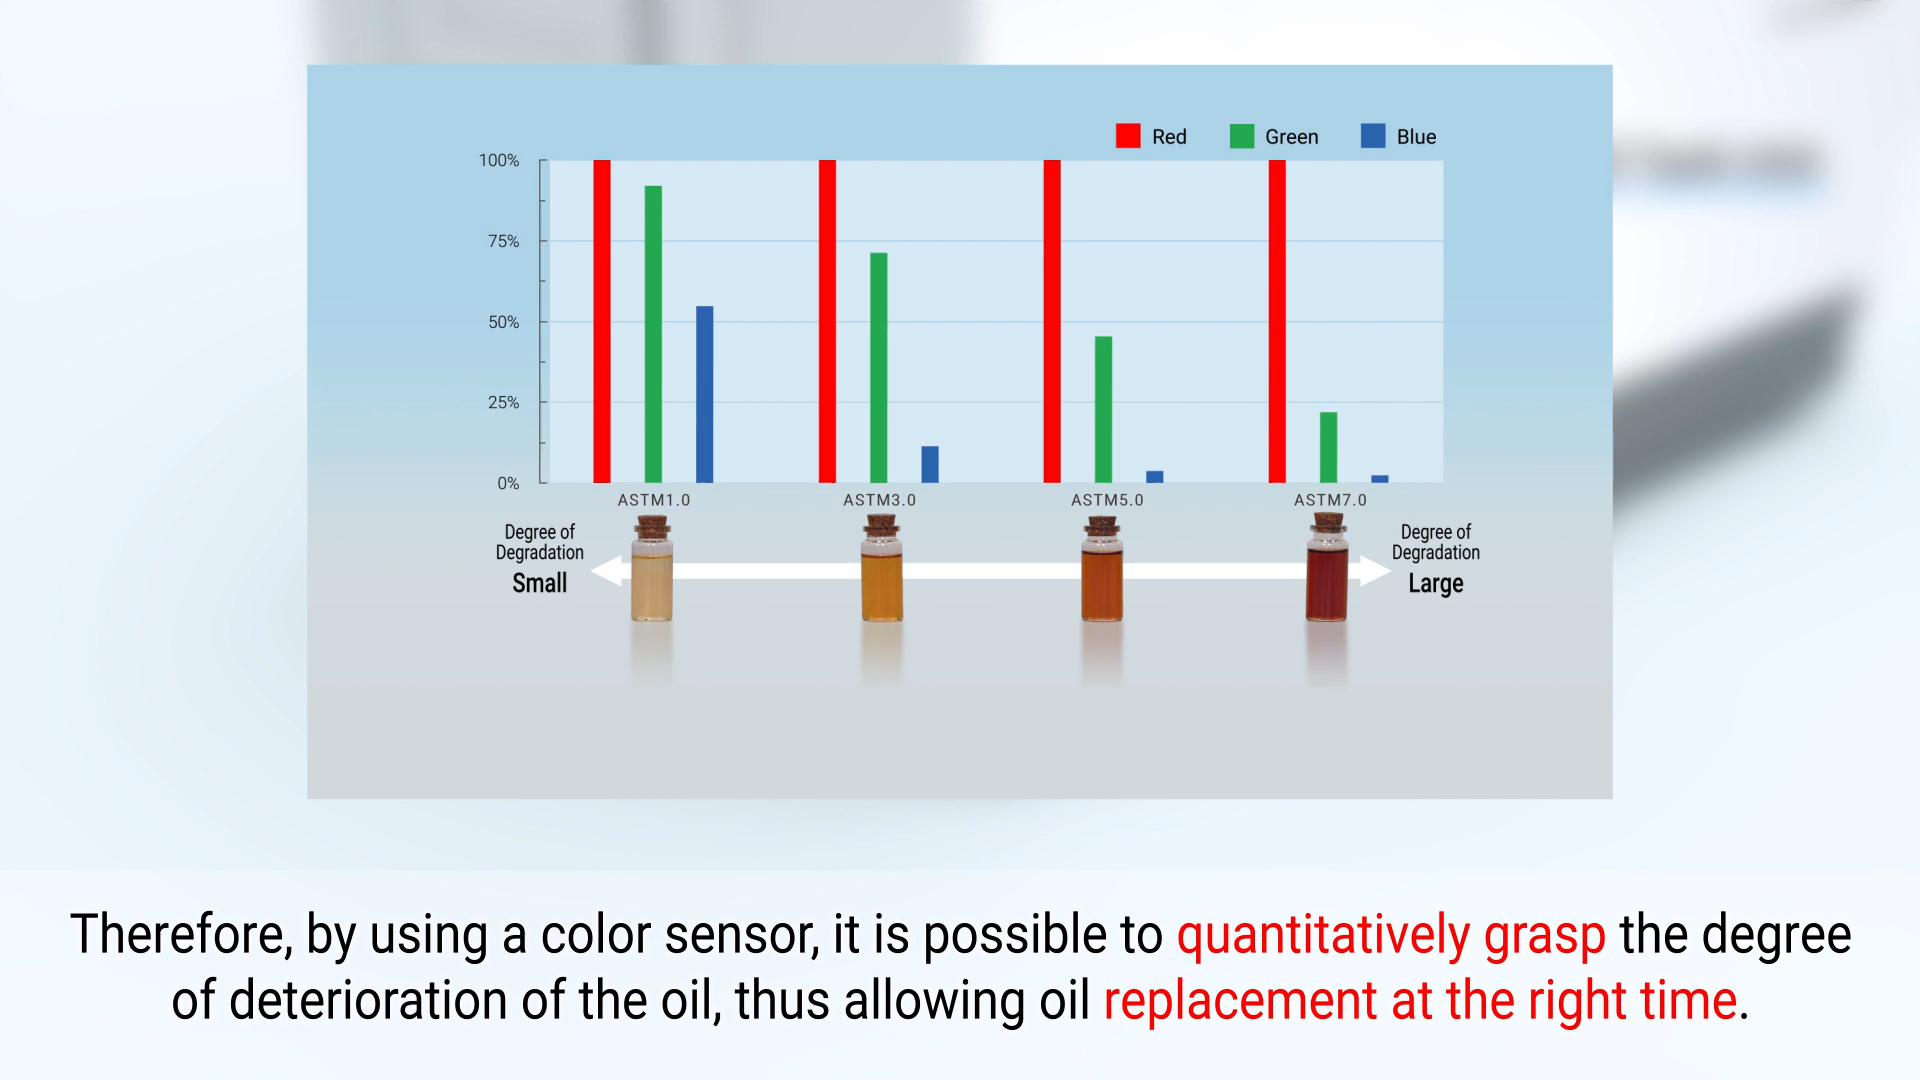 Red Green Blue
100%
75%
50%
25%
0%
ASTM1.0 ASTM3.0 ASTM5.0 ASTM7.0
Degree of
Degradation
Small
Degree of
Degradation
Large
Therefore, by using a color sensor, it is possible to quantitatively grasp the degree
of deterioration of the oil, thus allowing oil replacement at the right time.